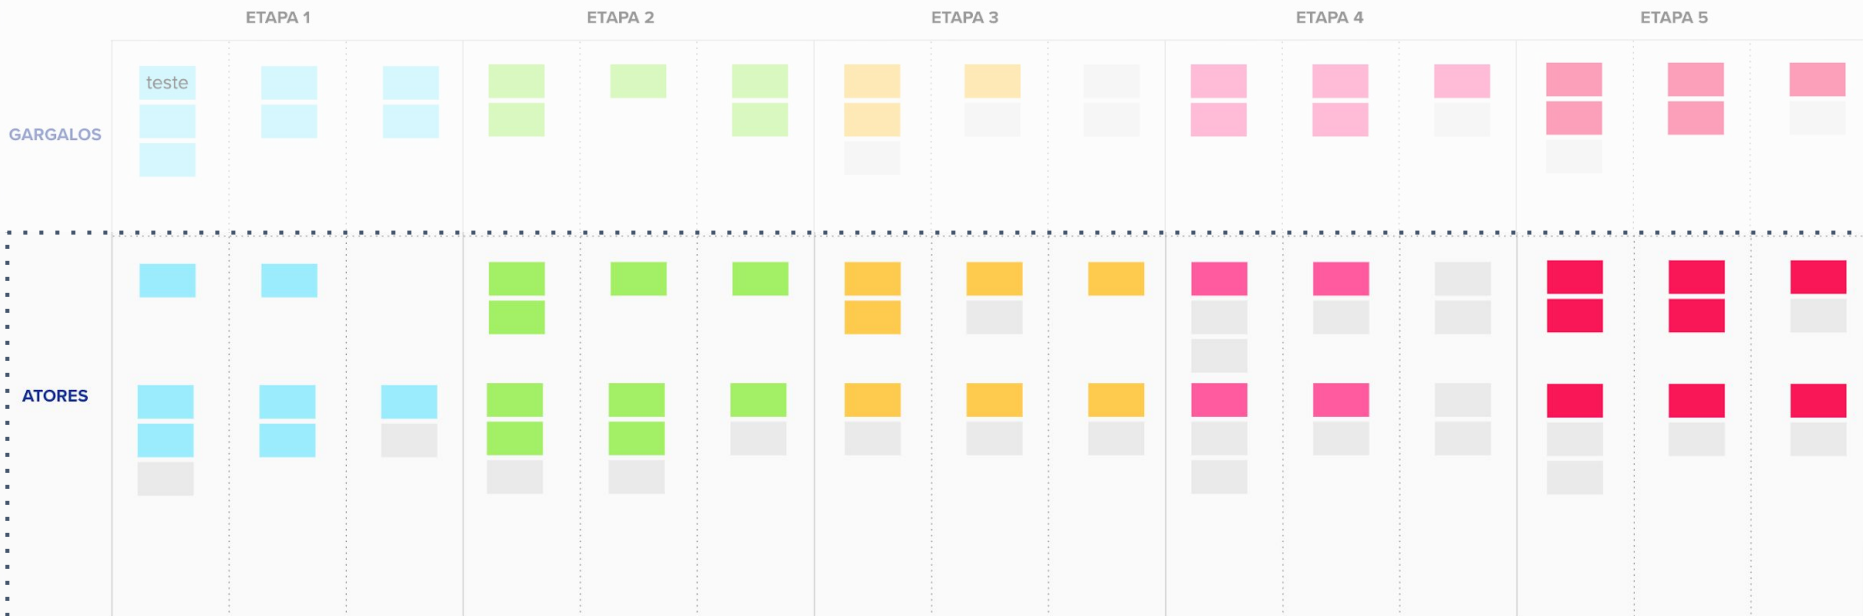 ETAPA 1
ETAPA 2
ETAPA 3
ETAPA 4
ETAPA 5
teste
GARGALOS
ATORES